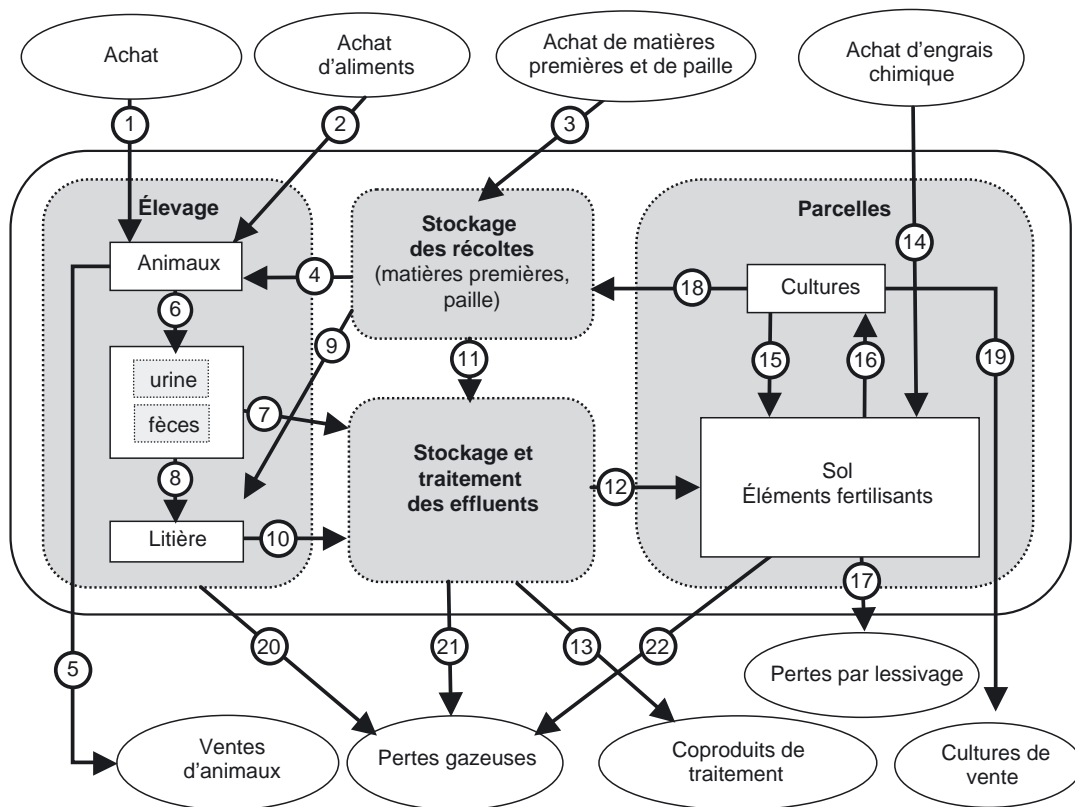 Achat
Achat
d'aliments
Achat de matières
premières et de paille
Achat d'engrais
chimique
1
2
3
Élevage
Stockage
des récoltes
(matières premières,
paille)
Parcelles
14
Animaux
4
18
Cultures
6
9
11
15
16
19
urine
fèces
7
8
Stockage et
traitement
des effluents
12
Sol
Éléments fertilisants
Litière
10
17
5
20
21
13
22
Pertes par lessivage
Ventes
d'animaux
Pertes gazeuses
Coproduits de
traitement
Cultures de
vente